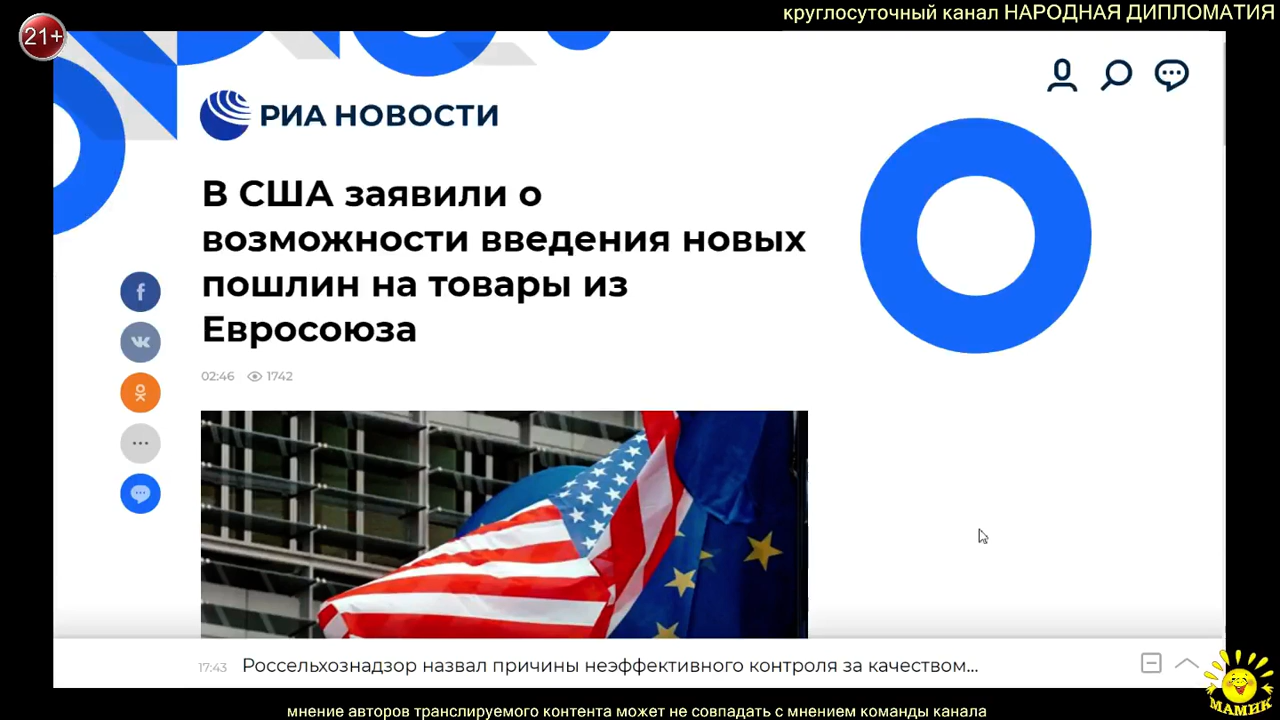 круглосуточный канал НАРОДНАЯ ДИПЛОМАТИЯ
21+
РИА НОВОСТИ
В США заявили о
возможности введения новых
пошлин на товары из
Евросоюза
02:46 1742
17:43 Россельхознадзор назвал причины неэффективного контроля за качеством...
МАМИК
мнение авторов транслируемого контента может не совпадать с мнением команды канала